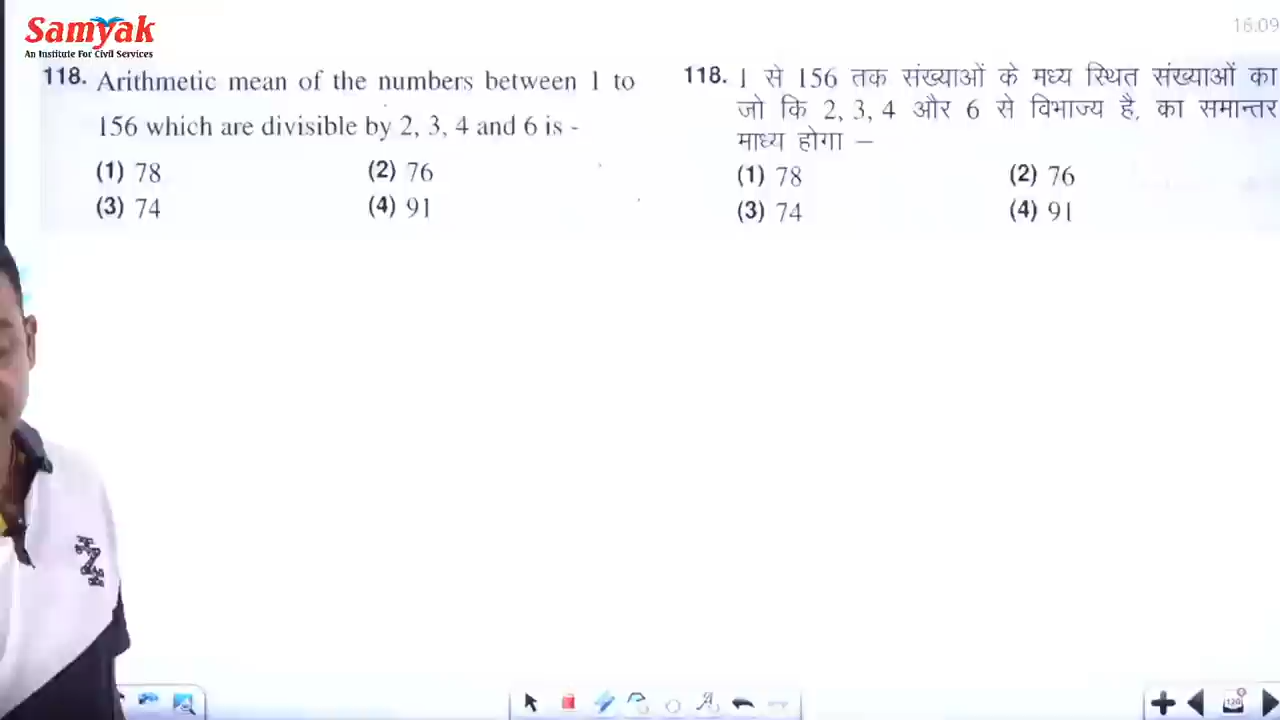 Samyak
An Institute For Civil Services
16:09
118. Arithmetic mean of the numbers between 1 to
156 which are divisible by 2, 3, 4 and 6 is -
(1) 78 (2) 76
(3) 74 (4) 91
118. 1 से 156 तक संख्याओं के मध्य स्थित संख्याओं का
जो कि 2, 3, 4 और 6 से विभाज्य है, का समान्तर
माध्य होगा –
(1) 78 (2) 76
(3) 74 (4) 91